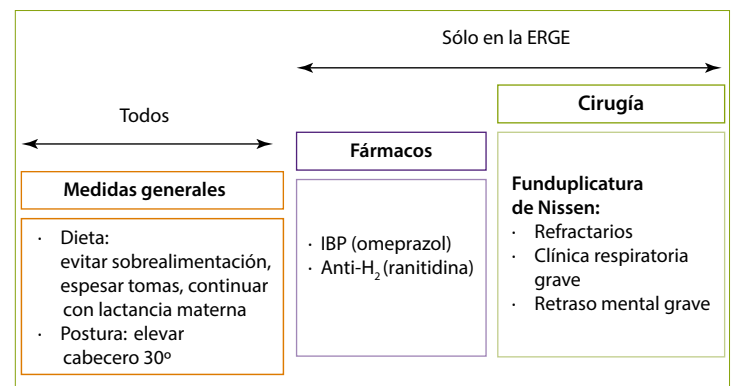 Sólo en la ERGE
Todos
Cirugía
Fármacos
Medidas generales
· Dieta:
evitar sobrealimentación,
espesar tomas, continuar
con lactancia materna
· Postura: elevar
cabecero 30º
· IBP (omeprazol)
· Anti-H2 (ranitidina)
Funduplicatura
de Nissen:
· Refractarios
· Clínica respiratoria
grave
· Retraso mental grave